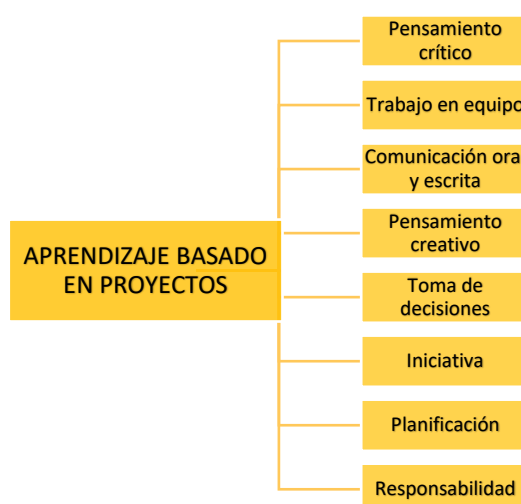 Pensamiento
crítico
Trabajo en equipo
Comunicación ora
y escrita
Pensamiento
creativo
APRENDIZAJE BASADO
EN PROYECTOS
Toma de
decisiones
Iniciativa
Planificación
Responsabilidad